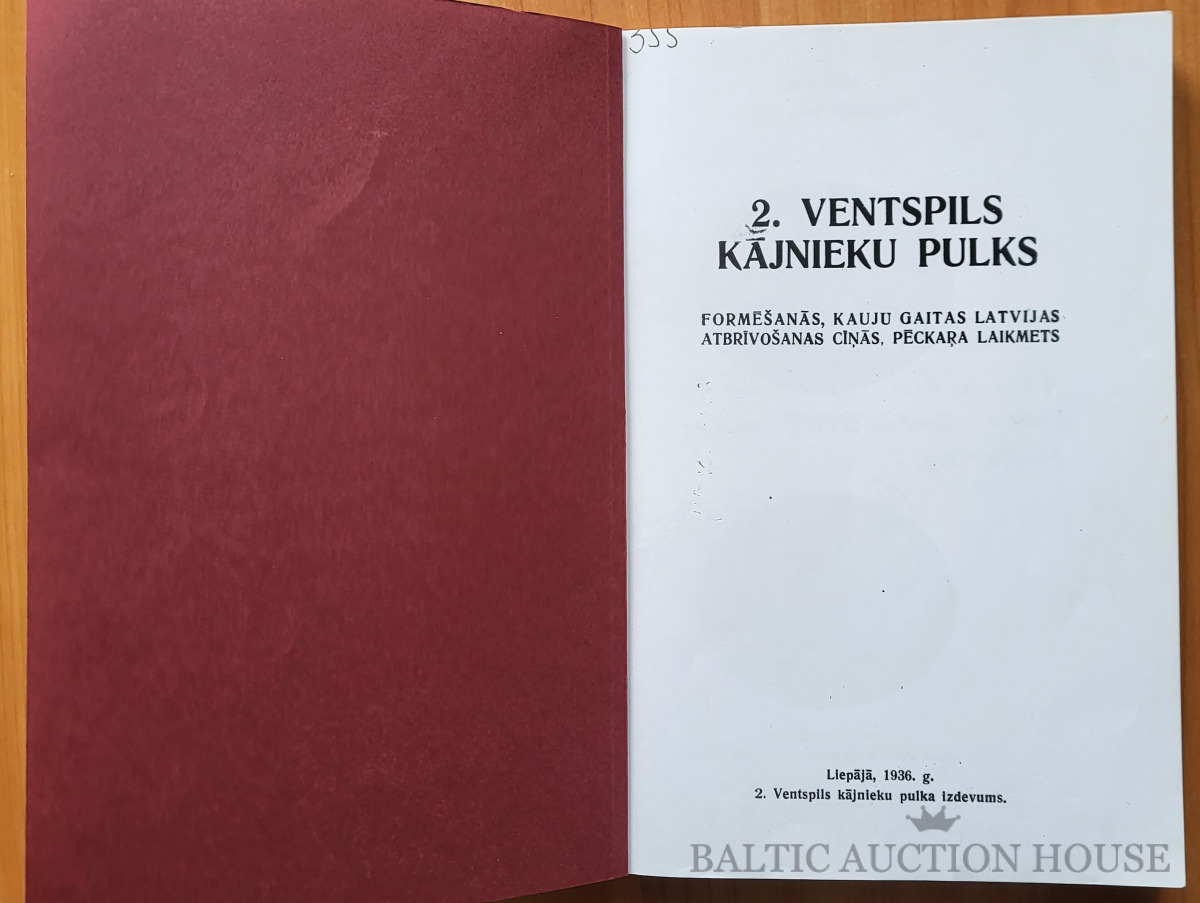 355
2. VENTSPILS
KĀJNIEKU PULKS
FORMĒŠANĀS, KAUJU GAITAS LATVIJAS
ATBRĪVOŠANAS CĪŅĀS, PĒCKAŖA LAIKMETS
Liepājā, 1936. g.
2. Ventspils kājnieku pulka izdevums.
BALTIC AUCTION HOUSE